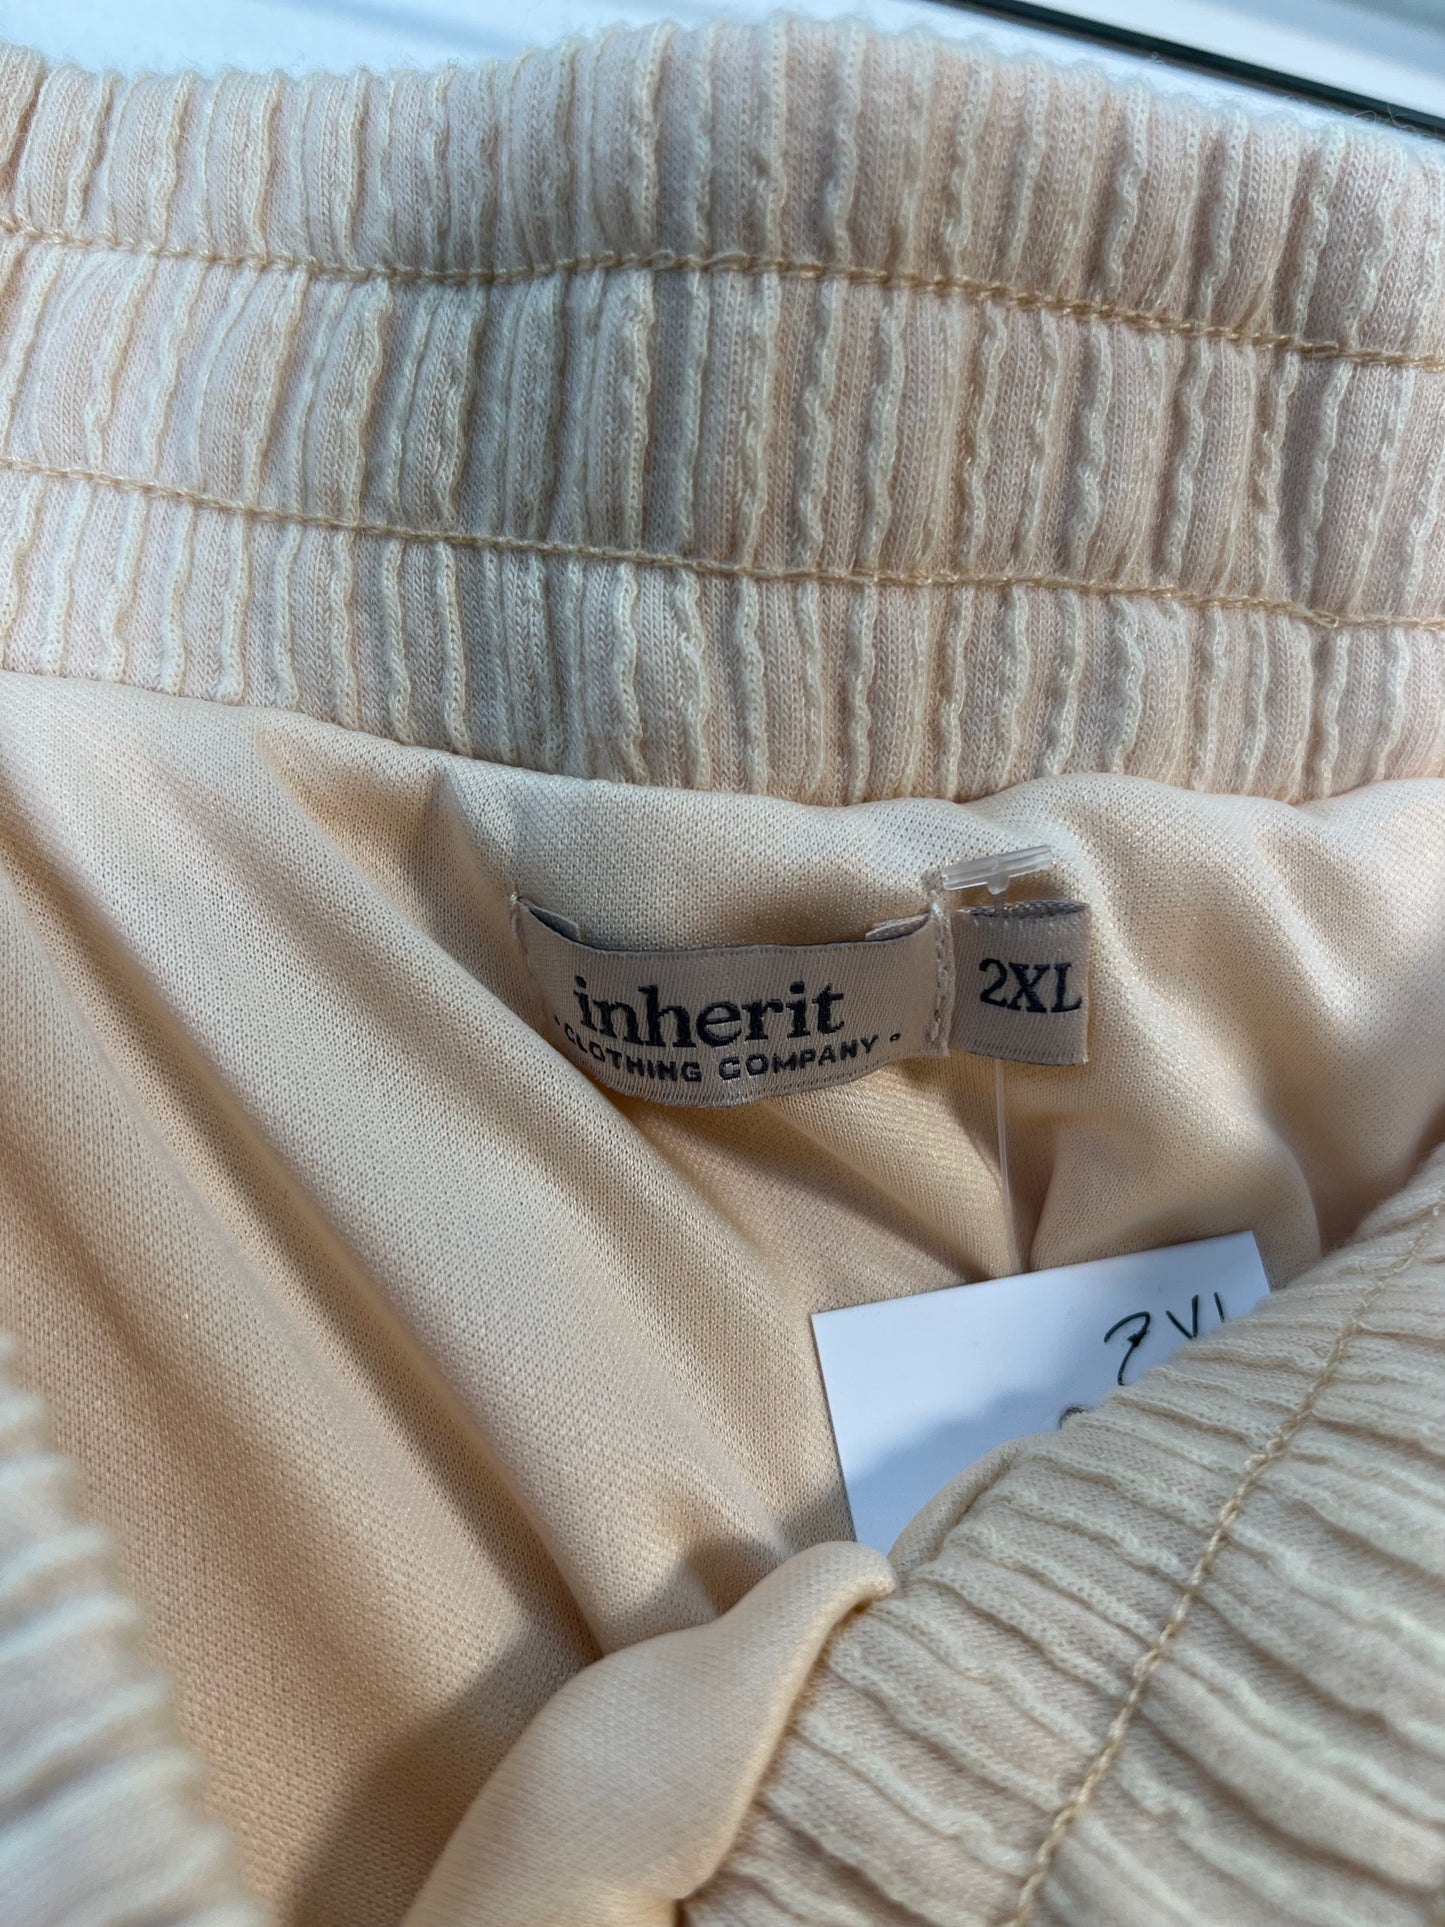 inherit
· CLOTHING COMPANY ·
2XL